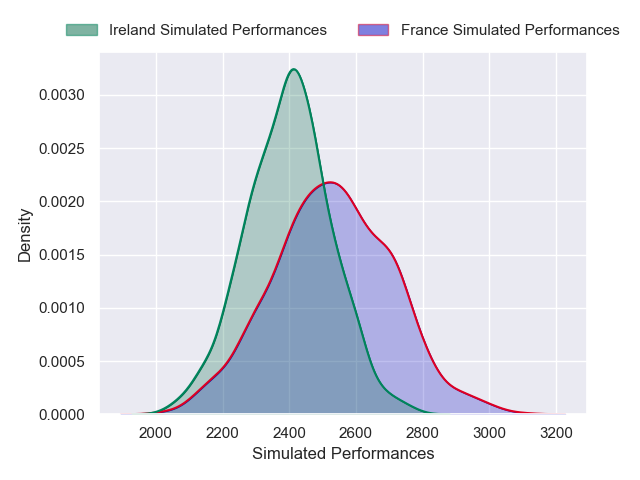 Ireland Simulated Performances France Simulated Performances
0.0030
0.0025
0.0020
0.0015
0.0010
0.0005
0.0000
Density
2000 2200 2400 2600 2800 3000 3200
Simulated Performances